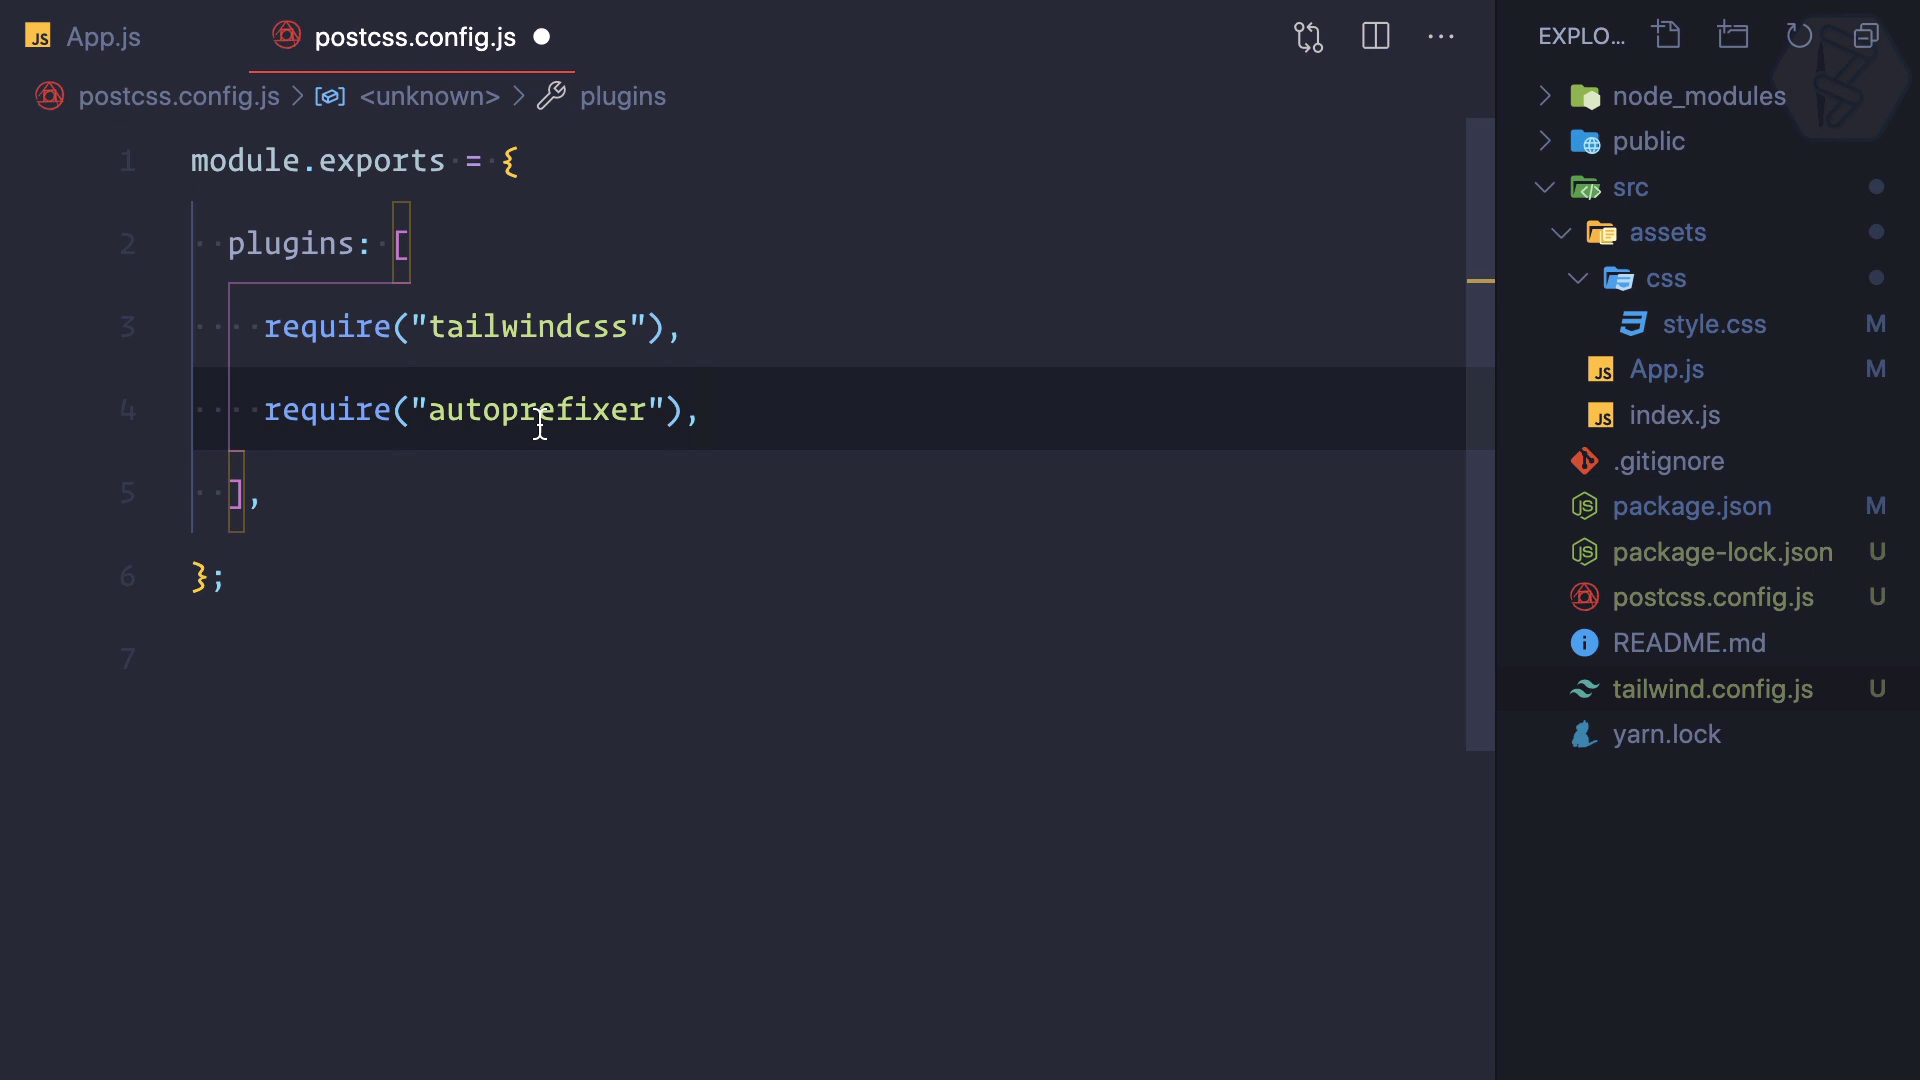 App.js
postcss.config.js
postcss.config.js > <unknown> > plugins
1 module.exports = {
2 plugins: [
3 require("tailwindcss"),
4 require("autoprefixer"),
5 ],
6 };
7
EXPLO...
node_modules
public
src
assets
css
style.css M
App.js M
index.js
.gitignore
package.json M
package-lock.json U
postcss.config.js U
README.md
tailwind.config.js U
yarn.lock